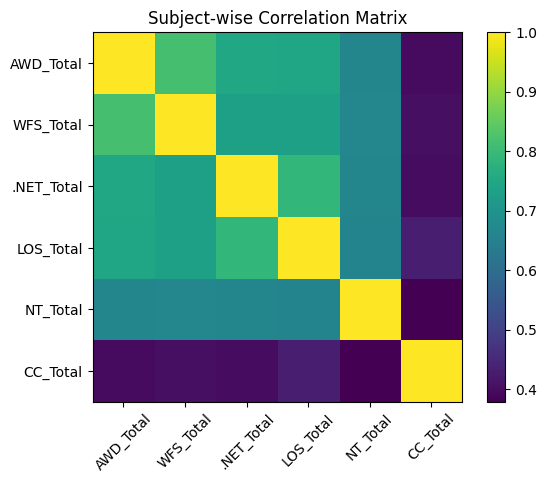 Subject-wise Correlation Matrix
AWD_Total
WFS_Total
.NET_Total
LOS_Total
NT_Total
CC_Total
AWD_Total
WFS_Total
.NET_Total
LOS_Total
NT_Total
CC_Total
1.0
0.9
0.8
0.7
0.6
0.5
0.4